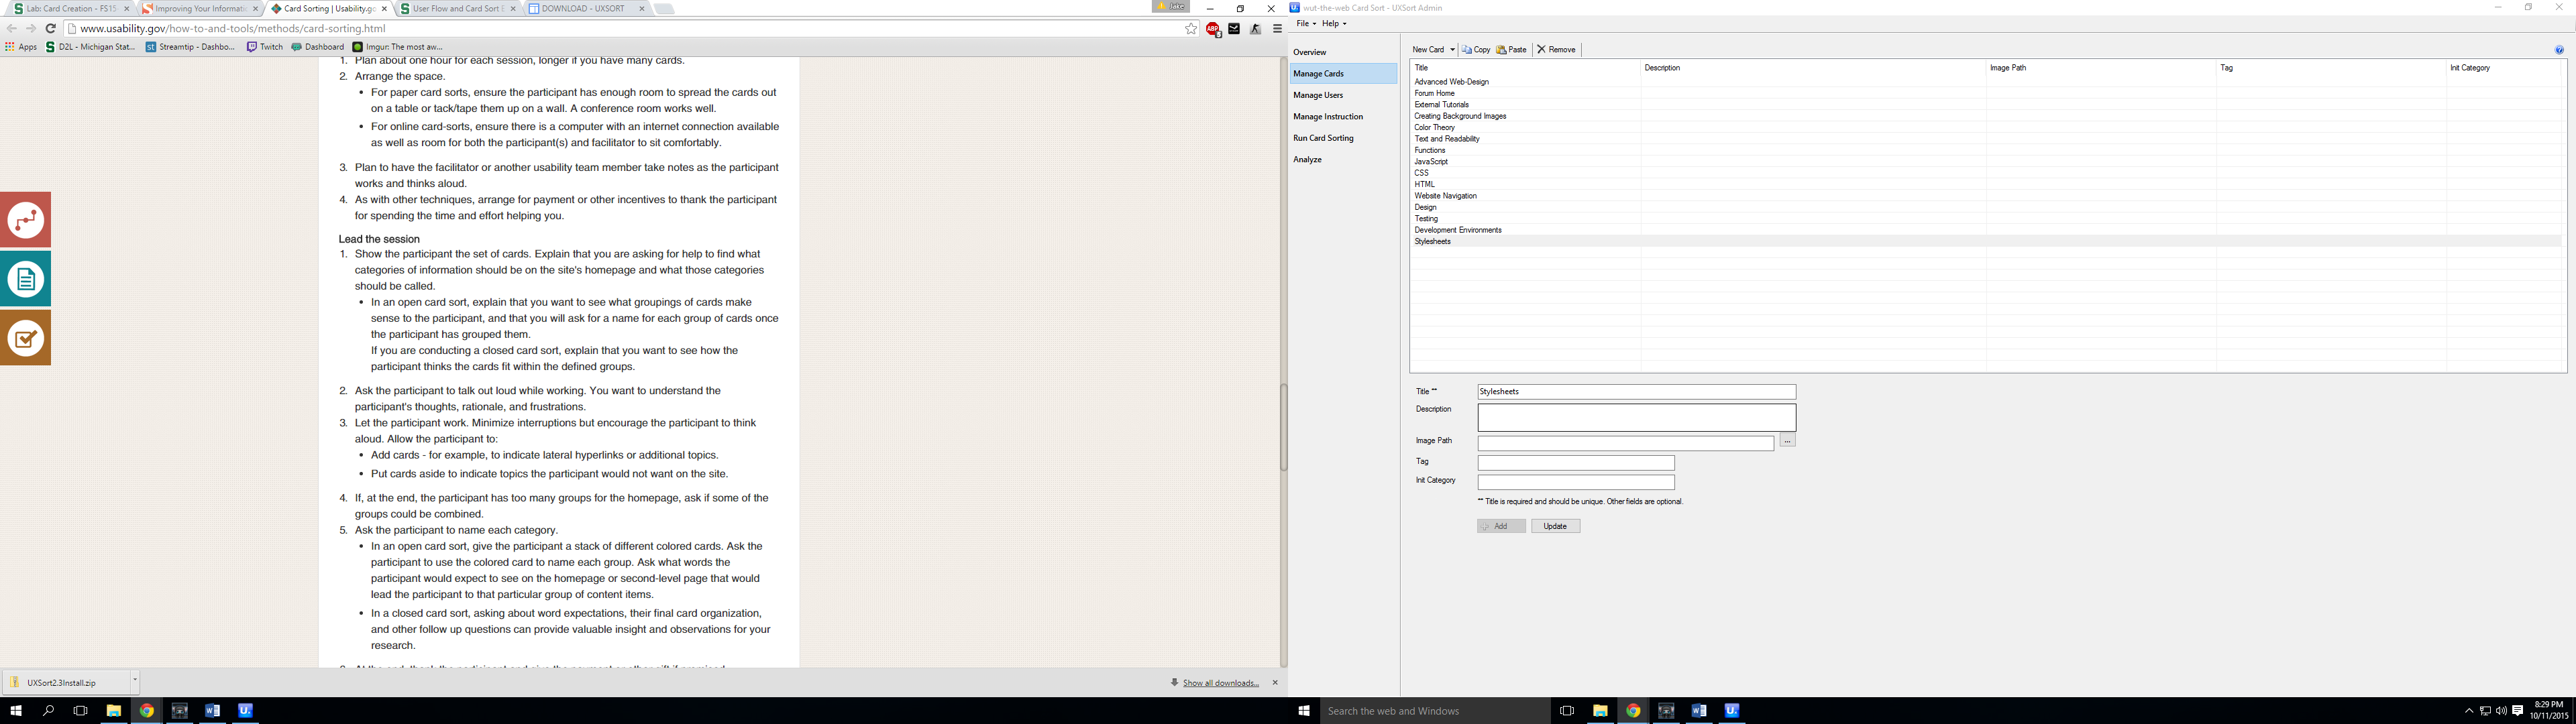 Lab: Card Creation - FS15
Improving Your Informati
Card Sorting | Usability.go
User Flow and Card Sort E
DOWNLOAD - UXSORT
Jake
www.usability.gov/how-to-and-tools/methods/card-sorting.html
Apps
D2L - Michigan Stat...
Streamtip - Dashbo...
Twitch
Dashboard
Imgur: The most aw...
1. Plan about one hour for each session, longer if you have many cards.
2. Arrange the space.
• For paper card sorts, ensure the participant has enough room to spread the cards out
on a table or tack/tape them up on a wall. A conference room works well.
• For online card-sorts, ensure there is a computer with an internet connection available
as well as room for both the participant(s) and facilitator to sit comfortably.
3. Plan to have the facilitator or another usability team member take notes as the participant
works and thinks aloud.
4. As with other techniques, arrange for payment or other incentives to thank the participant
for spending the time and effort helping you.
Lead the session
1. Show the participant the set of cards. Explain that you are asking for help to find what
categories of information should be on the site's homepage and what those categories
should be called.
• In an open card sort, explain that you want to see what groupings of cards make
sense to the participant, and that you will ask for a name for each group of cards once
the participant has grouped them.
If you are conducting a closed card sort, explain that you want to see how the
participant thinks the cards fit within the defined groups.
2. Ask the participant to talk out loud while working. You want to understand the
participant's thoughts, rationale, and frustrations.
3. Let the participant work. Minimize interruptions but encourage the participant to think
aloud. Allow the participant to:
• Add cards - for example, to indicate lateral hyperlinks or additional topics.
• Put cards aside to indicate topics the participant would not want on the site.
4. If, at the end, the participant has too many groups for the homepage, ask if some of the
groups could be combined.
5. Ask the participant to name each category.
• In an open card sort, give the participant a stack of different colored cards. Ask the
participant to use the colored card to name each group. Ask what words the
participant would expect to see on the homepage or second-level page that would
lead the participant to that particular group of content items.
• In a closed card sort, asking about word expectations, their final card organization,
and other follow up questions can provide valuable insight and observations for your
research.
UXSort2.3Install.zip
Show all downloads...
wut-the-web Card Sort - UXSort Admin
File
Help
Overview
Manage Cards
Manage Users
Manage Instruction
Run Card Sorting
Analyze
New Card
Copy
Paste
Remove
Title
Description
Image Path
Tag
Init Category
Advanced Web-Design
Forum Home
External Tutorials
Creating Background Images
Color Theory
Text and Readability
Functions
JavaScript
CSS
HTML
Website Navigation
Design
Testing
Development Environments
Stylesheets
Title **
Stylesheets
Description
Image Path
...
Tag
Init Category
** Title is required and should be unique. Other fields are optional.
Add
Update
Search the web and Windows
8:29 PM
10/11/2015